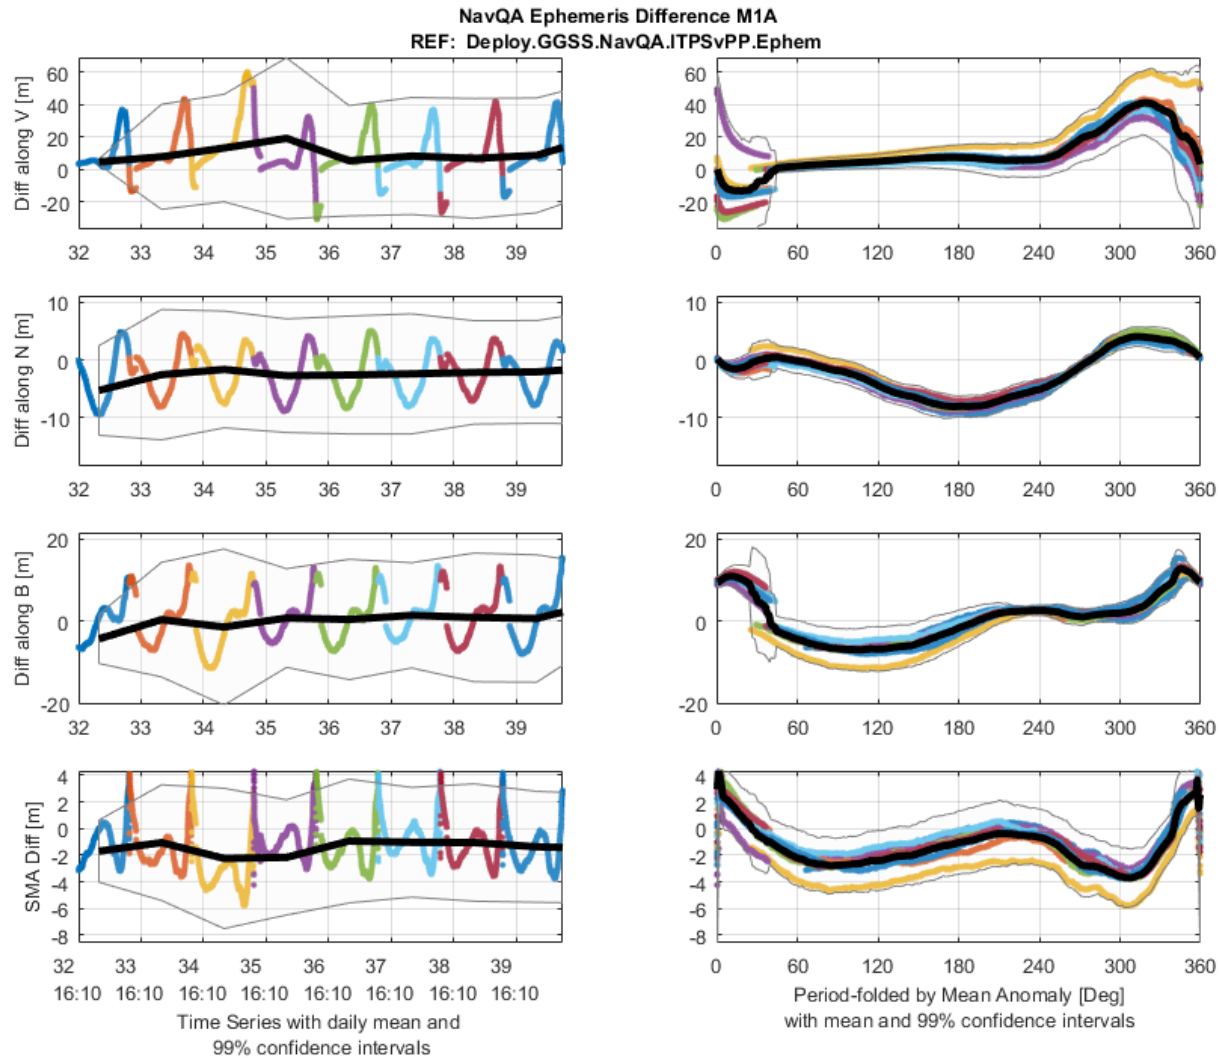 NavQA Ephemeris Difference M1A
REF: Deploy.GGSS.NavQA.ITPSvPP.Ephem
Diff along V [m]
60
40
20
0
-20
32 33 34 35 36 37 38 39
0 60 120 180 240 300 360
60
40
20
0
-20
Diff along N [m]
10
0
-10
32 33 34 35 36 37 38 39
10
0
-10
0 60 120 180 240 300 360
Diff along B [m]
20
0
-20
32 33 34 35 36 37 38 39
20
0
-20
0 60 120 180 240 300 360
SMA Diff [m]
4
2
0
-2
-4
-6
-8
32 33 34 35 36 37 38 39
16:10 16:10 16:10 16:10 16:10 16:10 16:10 16:10
Time Series with daily mean and
99% confidence intervals
4
2
0
-2
-4
-6
-8
0 60 120 180 240 300 360
Period-folded by Mean Anomaly [Deg]
with mean and 99% confidence intervals